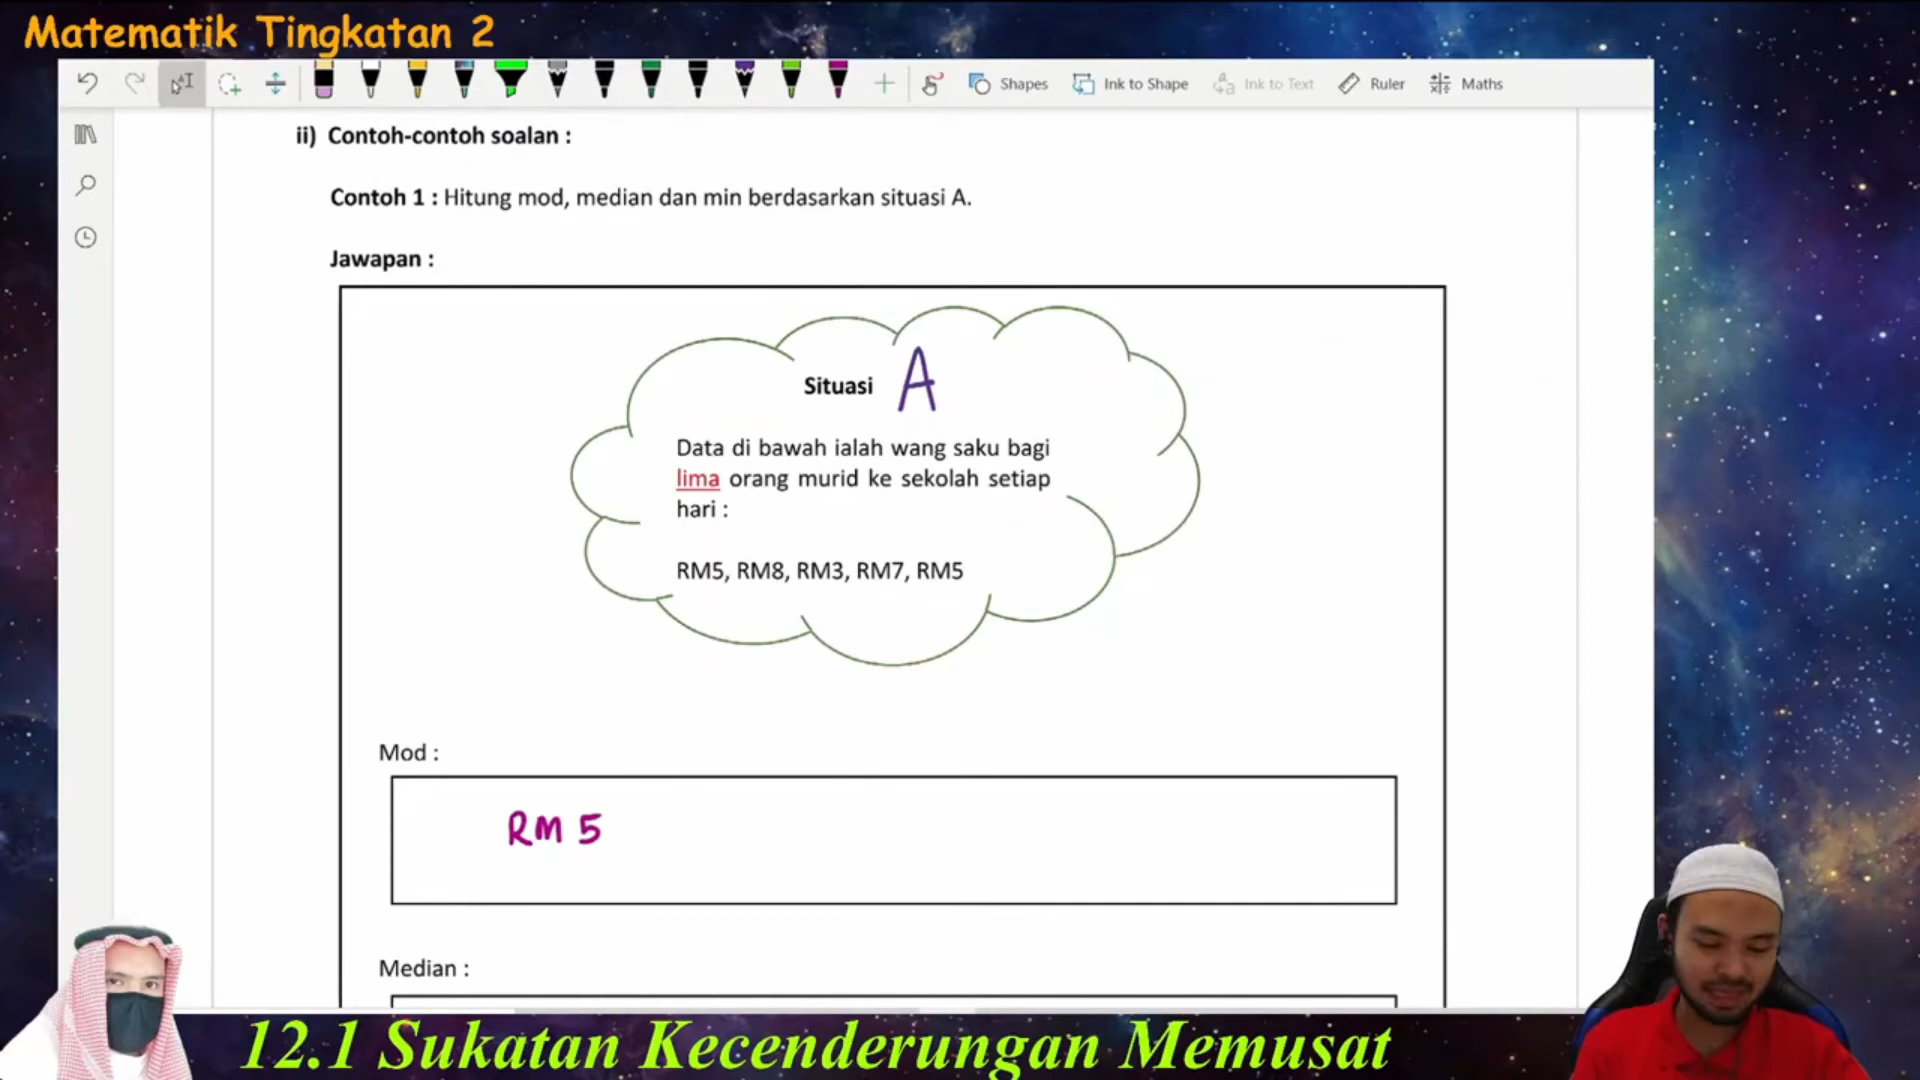 Matematik Tingkatan 2
Shapes Ink to Shape Ink to Text Ruler Maths
ii) Contoh-contoh soalan :
Contoh 1 : Hitung mod, median dan min berdasarkan situasi A.
Jawapan :
Situasi A
Data di bawah ialah wang saku bagi
lima orang murid ke sekolah setiap
hari :
RM5, RM8, RM3, RM7, RM5
Mod :
RM 5
Median :
12.1 Sukatan Kecenderungan Memusat